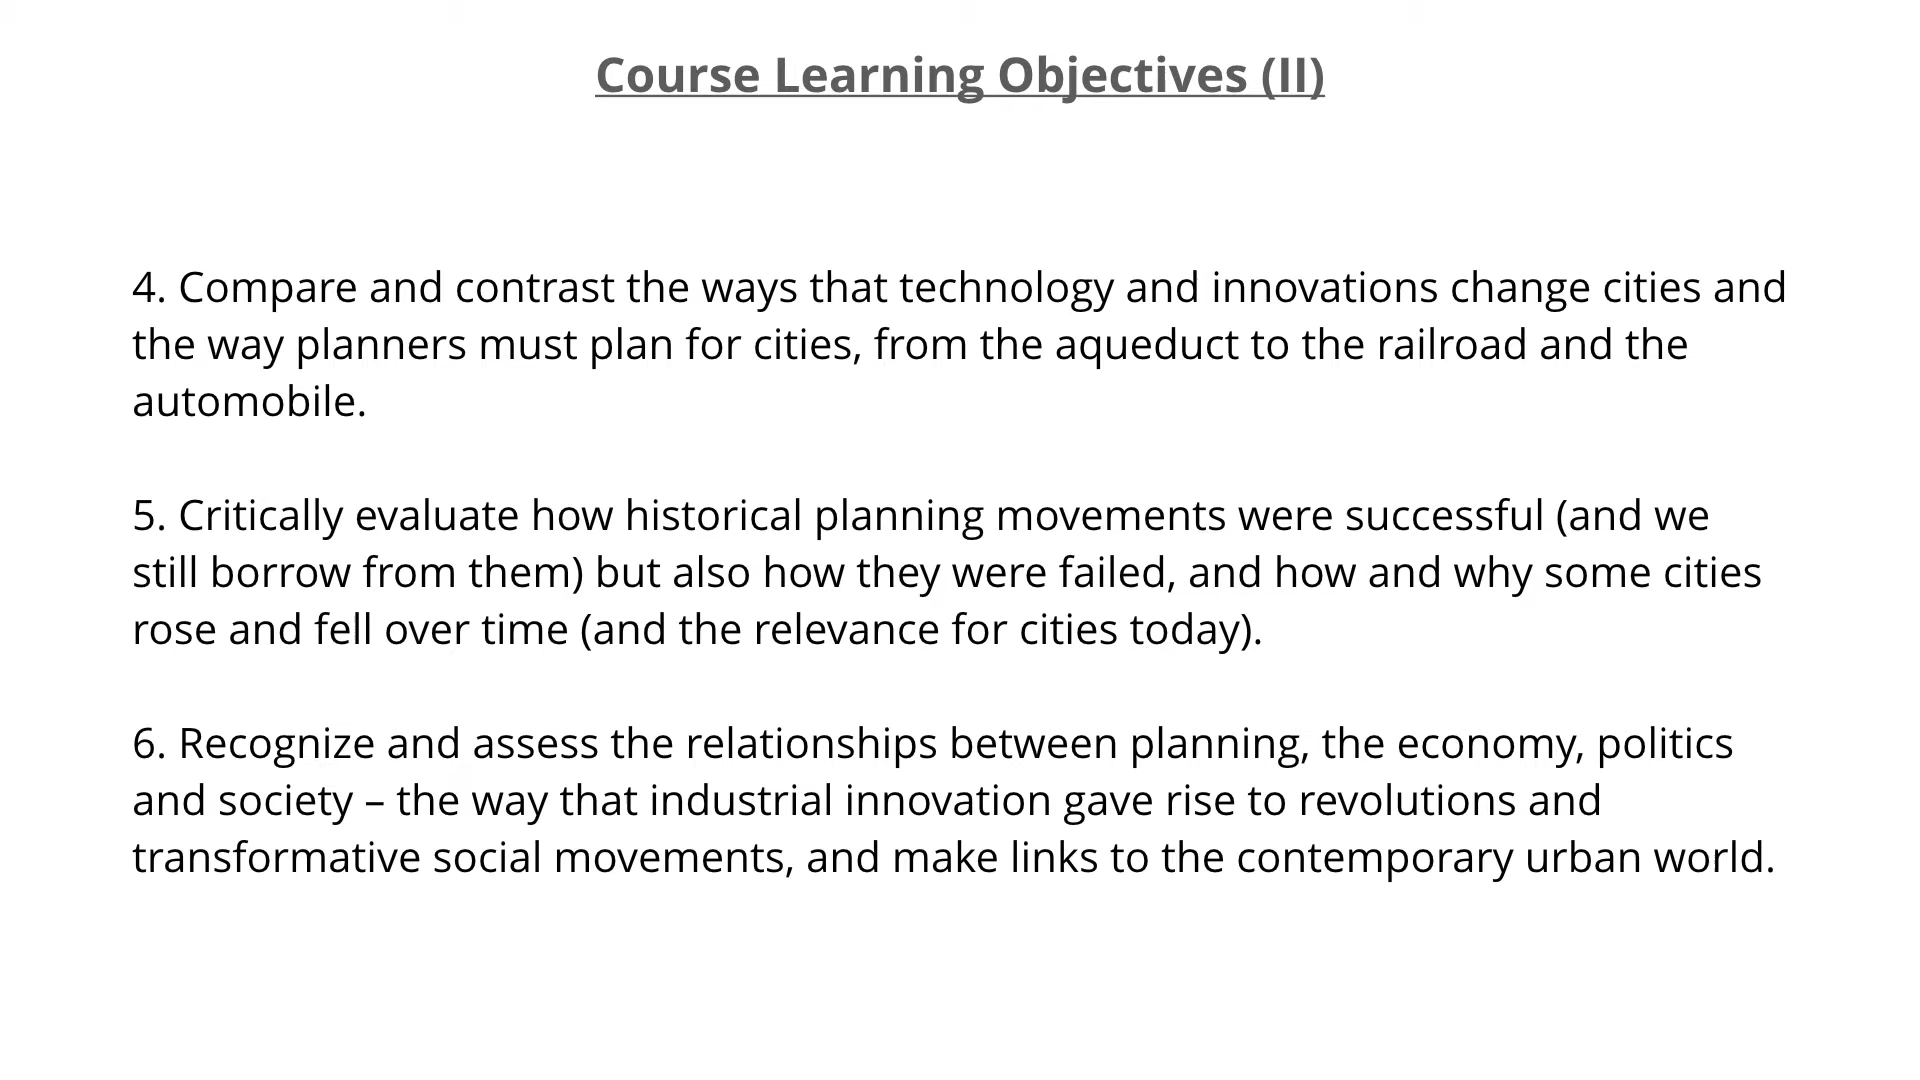 Course Learning Objectives (II)
4. Compare and contrast the ways that technology and innovations change cities and
the way planners must plan for cities, from the aqueduct to the railroad and the
automobile.
5. Critically evaluate how historical planning movements were successful (and we
still borrow from them) but also how they were failed, and how and why some cities
rose and fell over time (and the relevance for cities today).
6. Recognize and assess the relationships between planning, the economy, politics
and society – the way that industrial innovation gave rise to revolutions and
transformative social movements, and make links to the contemporary urban world.